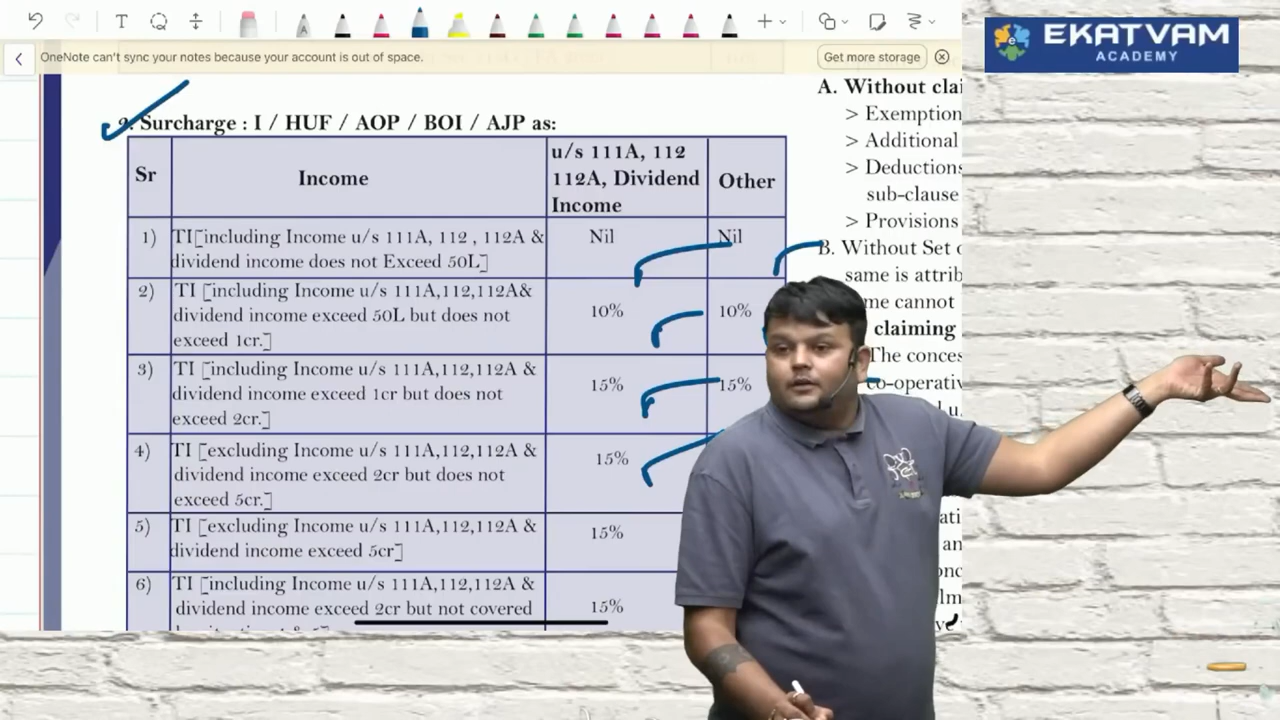 OneNote can't sync your notes because your account is out of space.
Get more storage
EKATVAM
ACADEMY
Surcharge : I / HUF / AOP / BOI / AJP as:
Sr
Income
u/s 111A, 112
112A, Dividend
Income
Other
1)
TI[including Income u/s 111A, 112 , 112A &
dividend income does not Exceed 50L]
Nil
Nil
2)
TI [including Income u/s 111A,112,112A&
dividend income exceed 50L but does not
exceed 1cr.]
10%
10%
3)
TI [including Income u/s 111A,112,112A &
dividend income exceed 1cr but does not
exceed 2cr.]
15%
15%
4)
TI [excluding Income u/s 111A,112,112A &
dividend income exceed 2cr but does not
exceed 5cr.]
15%
5)
TI [excluding Income u/s 111A,112,112A &
dividend income exceed 5cr]
15%
6)
TI [including Income u/s 111A,112,112A &
dividend income exceed 2cr but not covered
15%
A. Without
> Exemption
> Additional
> Deductions
sub-clause
> Provisions
B. Without Set
same is
cannot
claiming
The